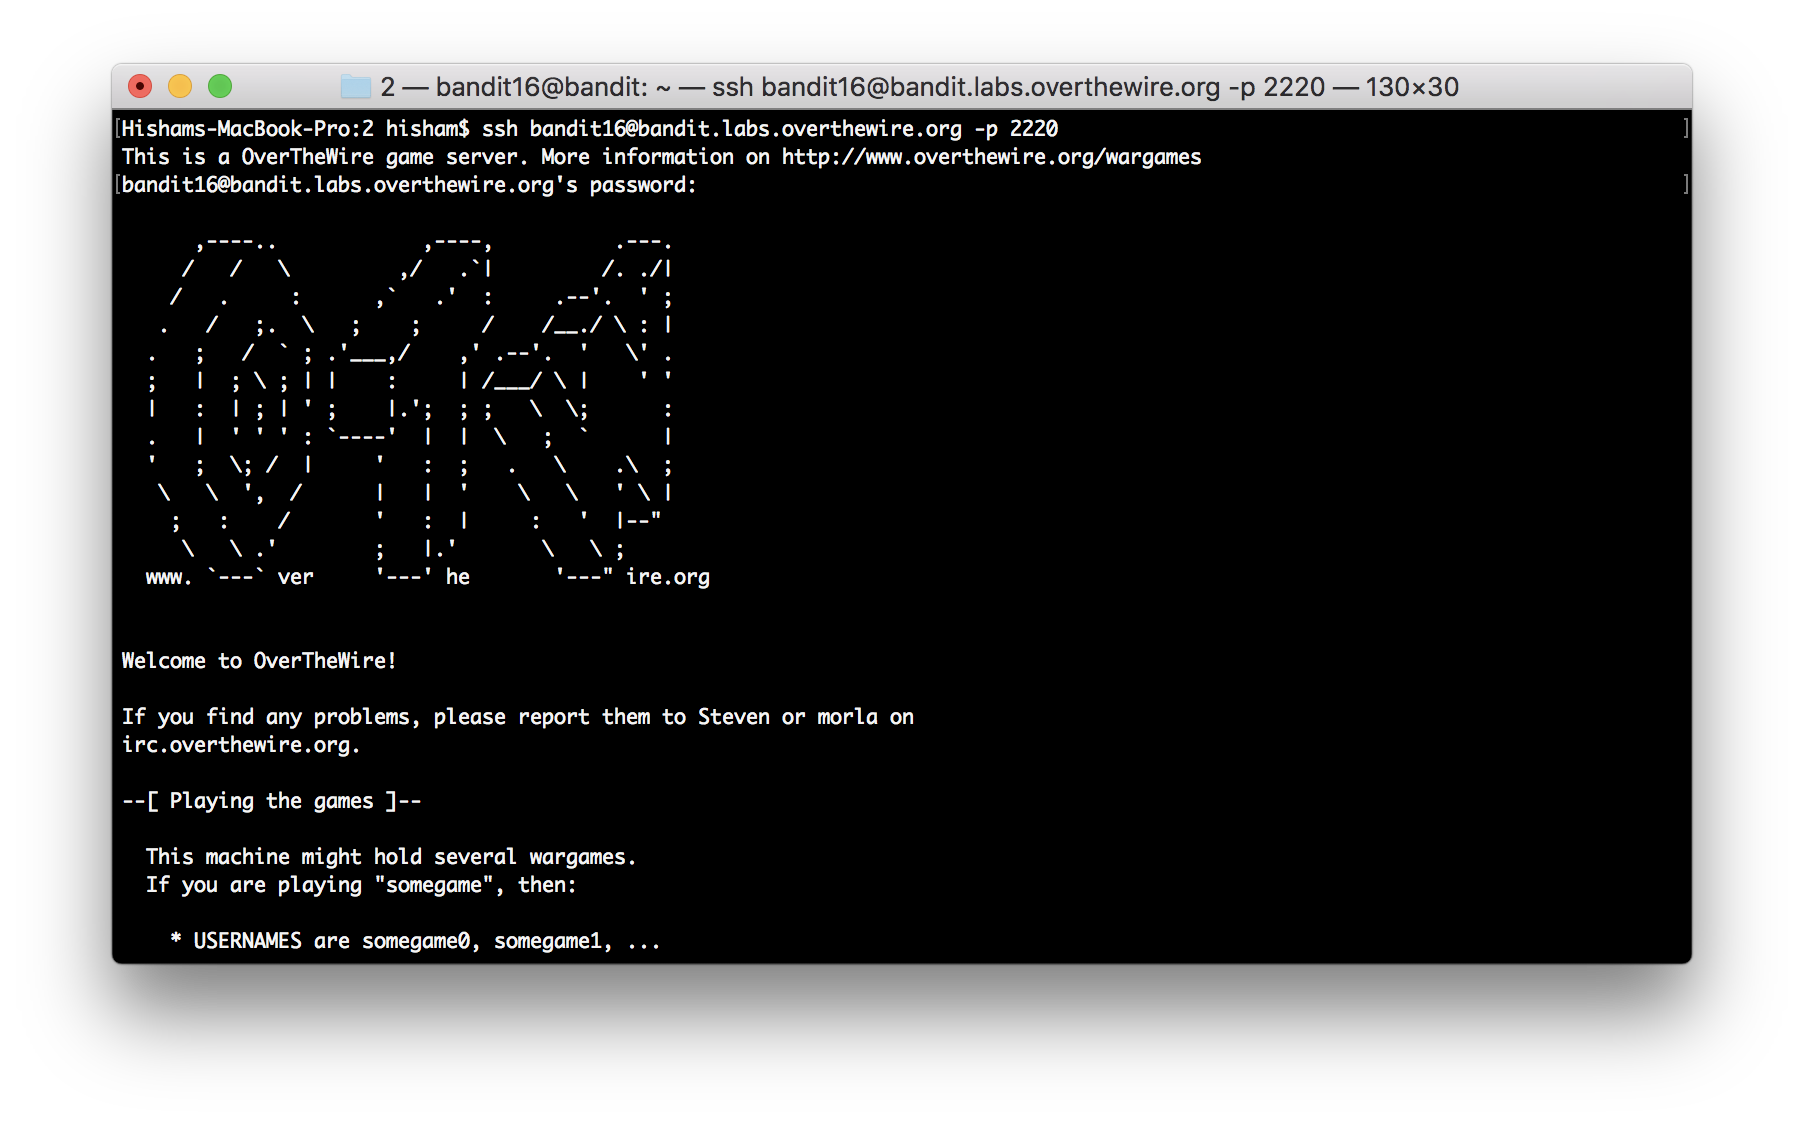 2 — bandit16@bandit: ~ — ssh bandit16@bandit.labs.overthewire.org -p 2220 — 130×30
[Hishams-MacBook-Pro:2 hisham$ ssh bandit16@bandit.labs.overthewire.org -p 2220 ]
This is a OverTheWire game server. More information on http://www.overthewire.org/wargames
[bandit16@bandit.labs.overthewire.org's password: ]
      ,----..            ,----,          .---.
     /   /   \         ,/   .`|         /. ./|
    /   .     :      ,`   .'  :     .--'.  ' ;
   .   /   ;.  \   ;    ;     /    /__./ \ : |
  .   ;   /  ` ; .'___,/    ,' .--'.  '   \' .
  ;   |  ; \ ; | |    :     | /___/ \ |    ' '
  |   :  | ; | ' ;    |.';  ; ;   \  \;      :
  .   |  ' ' ' : `----'  |  |  \   ;  `      |
  '   ;  \; /  |     '   :  ;   .   \    .\  ;
   \   \  ',  /      |   |  '    \   \   ' \ |
    ;   :    /       '   :  |     :   '  |--"
     \   \ .'        ;   |.'       \   \ ;
  www. `---` ver     '---' he       '---" ire.org
Welcome to OverTheWire!
If you find any problems, please report them to Steven or morla on
irc.overthewire.org.
--[ Playing the games ]--
This machine might hold several wargames.
If you are playing "somegame", then:
* USERNAMES are somegame0, somegame1, ...